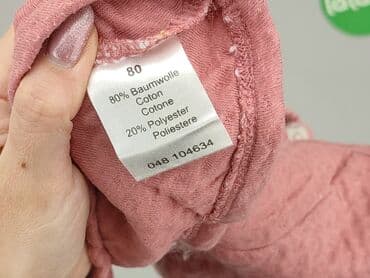 80
80% Baumwolle
Coton
Cotone
20% Polyester
Poliestere
048 104634